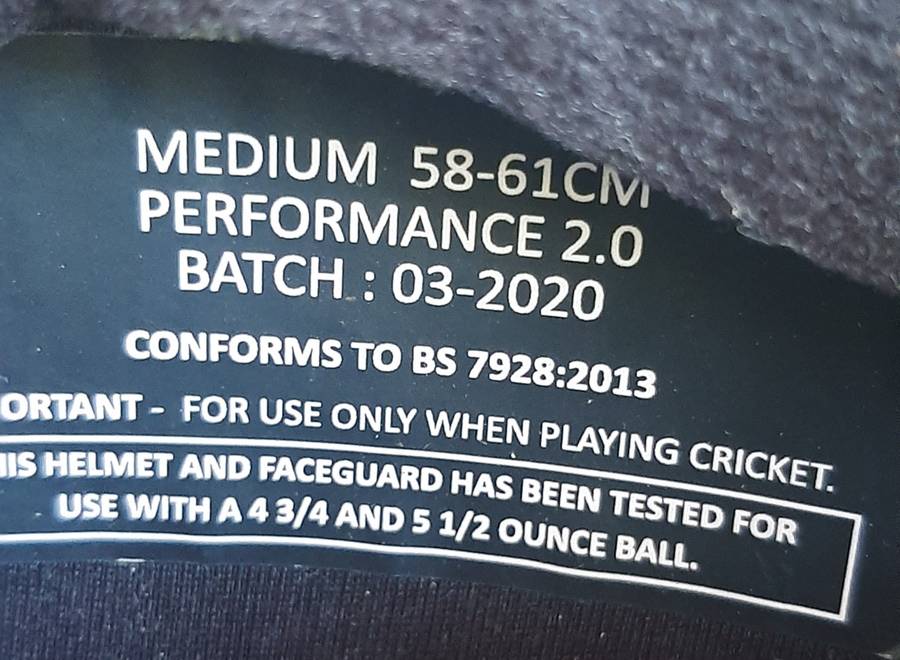 MEDIUM 58-61CM
PERFORMANCE 2.0
BATCH : 03-2020
CONFORMS TO BS 7928:2013
ORTANT - FOR USE ONLY WHEN PLAYING CRICKET.
HIS HELMET AND FACEGUARD HAS BEEN TESTED FOR
USE WITH A 4 3/4 AND 5 1/2 OUNCE BALL.